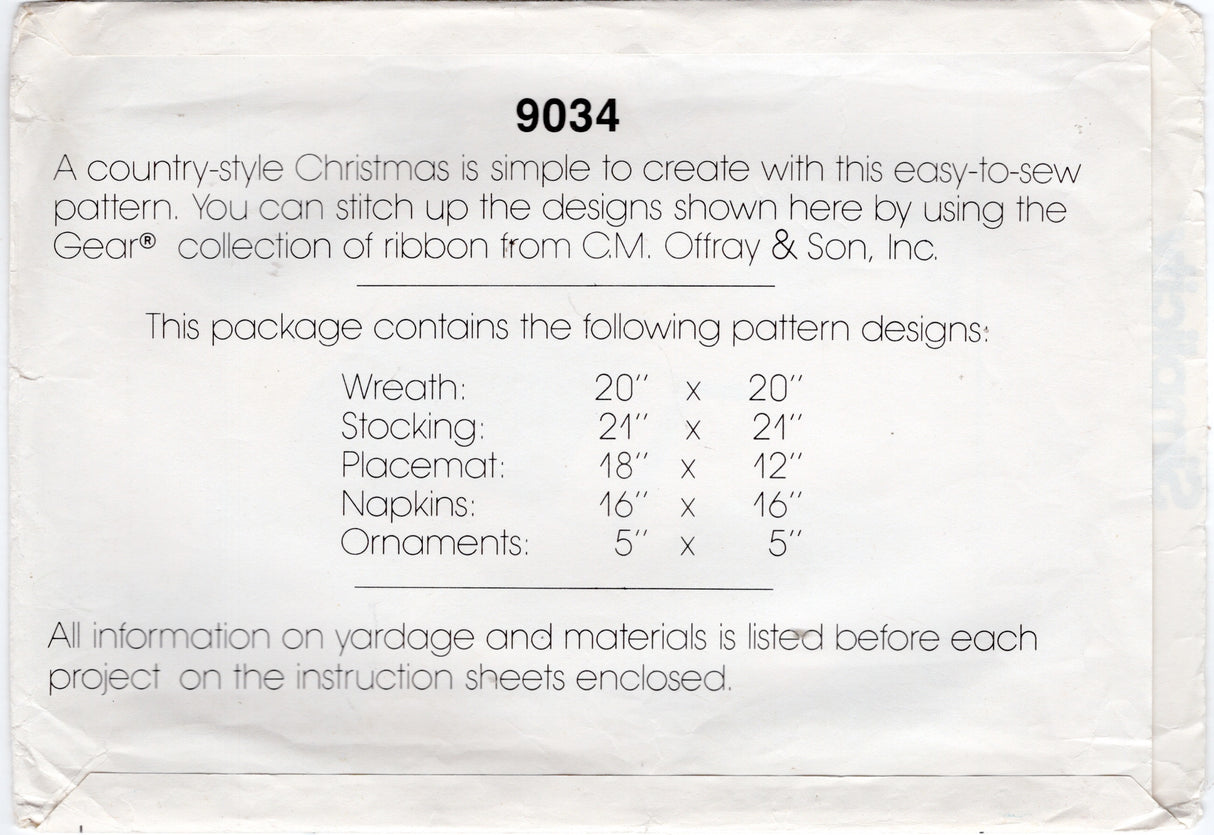 9034
A country-style Christmas is simple to create with this easy-to-sew
pattern. You can stitch up the designs shown here by using the
Gear® collection of ribbon from C.M. Offray & Son, Inc.
This package contains the following pattern designs:
Wreath: 20" x 20"
Stocking: 21" x 21"
Placemat: 18" x 12"
Napkins: 16" x 16"
Ornaments: 5" x 5"
All information on yardage and materials is listed before each
project on the instruction sheets enclosed.